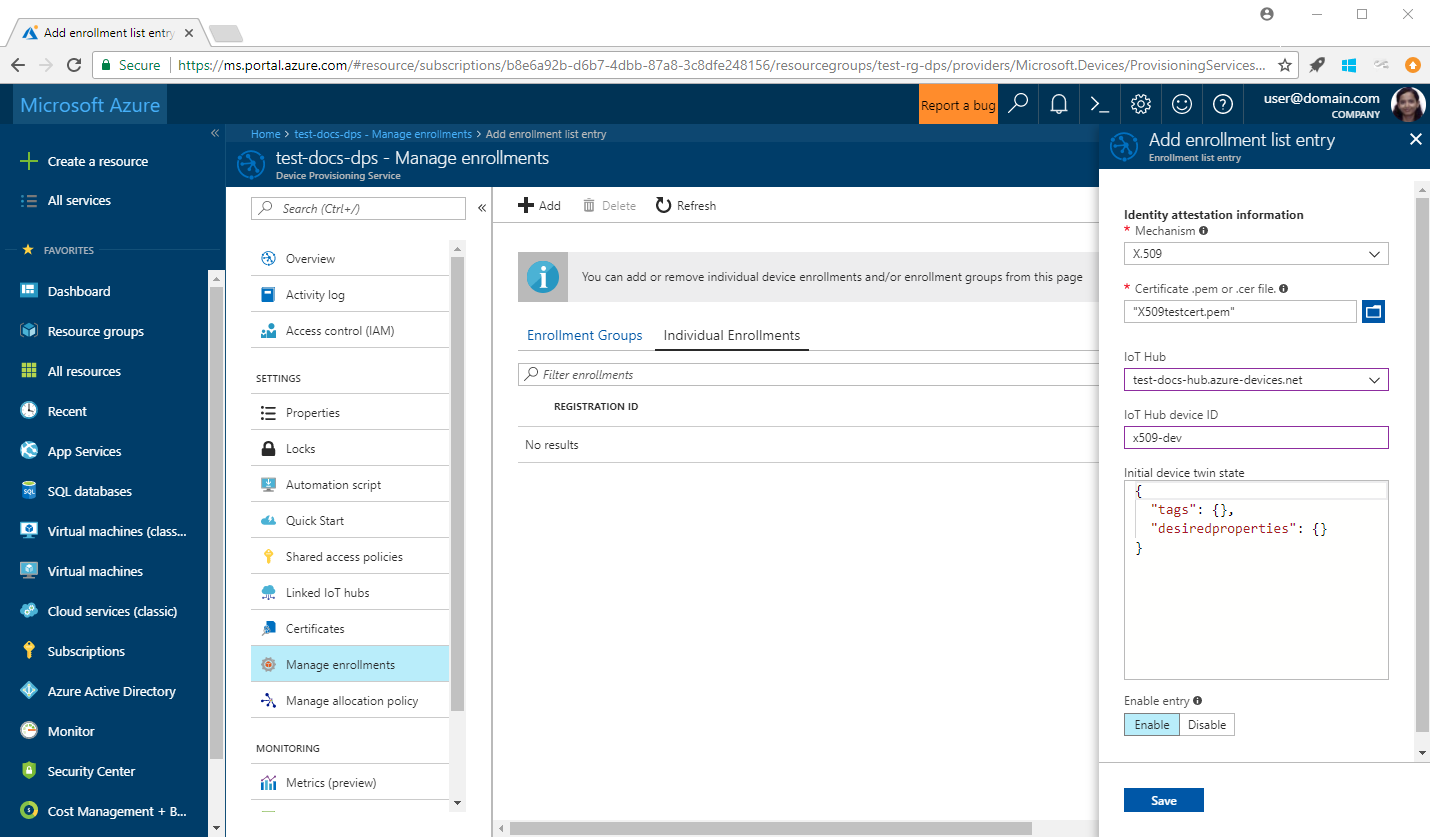 Add enrollment list entry
Secure
https://ms.portal.azure.com/#resource/subscriptions/b8e6a92b-d6b7-4dbb-87a8-3c8dfe248156/resourcegroups/test-rg-dps/providers/Microsoft.Devices/ProvisioningServices...
Microsoft Azure
Report a bug
user@domain.com
COMPANY
Create a resource
All services
FAVORITES
Dashboard
Resource groups
All resources
Recent
App Services
SQL databases
Virtual machines (class...
Virtual machines
Cloud services (classic)
Subscriptions
Azure Active Directory
Monitor
Security Center
Cost Management + B...
Home > test-docs-dps - Manage enrollments > Add enrollment list entry
test-docs-dps - Manage enrollments
Device Provisioning Service
Search (Ctrl+/)
Overview
Activity log
Access control (IAM)
SETTINGS
Properties
Locks
Automation script
Quick Start
Shared access policies
Linked IoT hubs
Certificates
Manage enrollments
Manage allocation policy
MONITORING
Metrics (preview)
Add Delete Refresh
You can add or remove individual device enrollments and/or enrollment groups from this page
Enrollment Groups Individual Enrollments
Filter enrollments
REGISTRATION ID
No results
Add enrollment list entry
Enrollment list entry
Identity attestation information
* Mechanism
X.509
* Certificate .pem or .cer file.
"X509testcert.pem"
IoT Hub
test-docs-hub.azure-devices.net
IoT Hub device ID
x509-dev
Initial device twin state
{
"tags": {},
"desiredproperties": {}
}
Enable entry
Enable Disable
Save